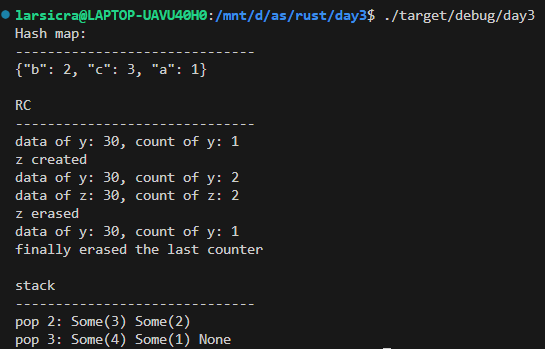 larsicra@LAPTOP-UAVU40H0:/mnt/d/as/rust/day3$ ./target/debug/day3
Hash map:
------------------------------
{"b": 2, "c": 3, "a": 1}
RC
------------------------------
data of y: 30, count of y: 1
z created
data of y: 30, count of y: 2
data of z: 30, count of z: 2
z erased
data of y: 30, count of y: 1
finally erased the last counter
stack
------------------------------
pop 2: Some(3) Some(2)
pop 3: Some(4) Some(1) None